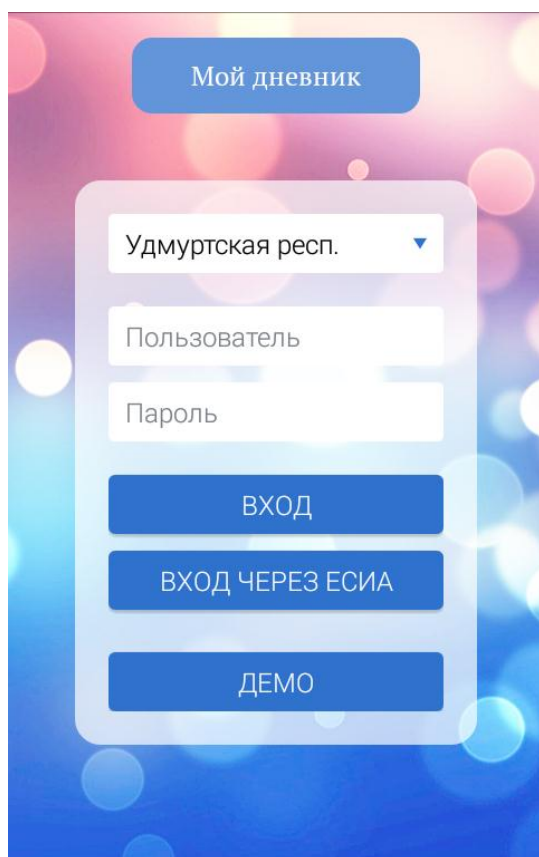 Мой дневник
Удмуртская респ.
Пользователь
Пароль
ВХОД
ВХОД ЧЕРЕЗ ЕСИА
ДЕМО